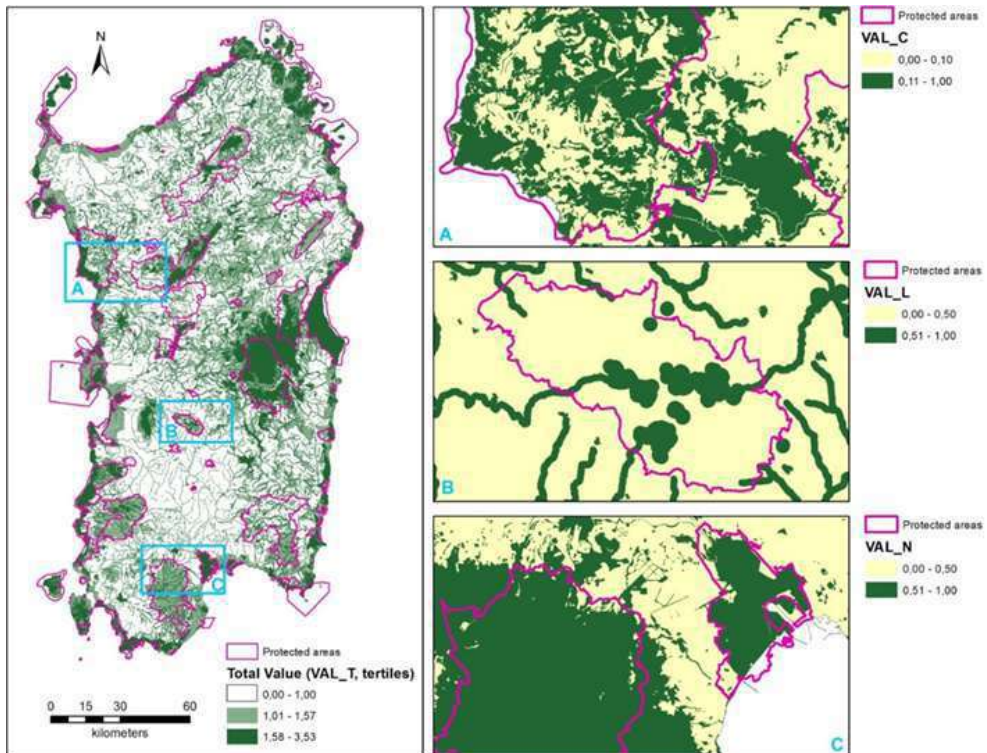 N
A
B
C
Protected areas
Total Value (VAL_T, tertiles)
0,00 - 1,00
1,01 - 1,57
1,58 - 3,53
0 15 30 60
kilometers
A
Protected areas
VAL_C
0,00 - 0,10
0,11 - 1,00
B
Protected areas
VAL_L
0,00 - 0,50
0,51 - 1,00
C
Protected areas
VAL_N
0,00 - 0,50
0,51 - 1,00